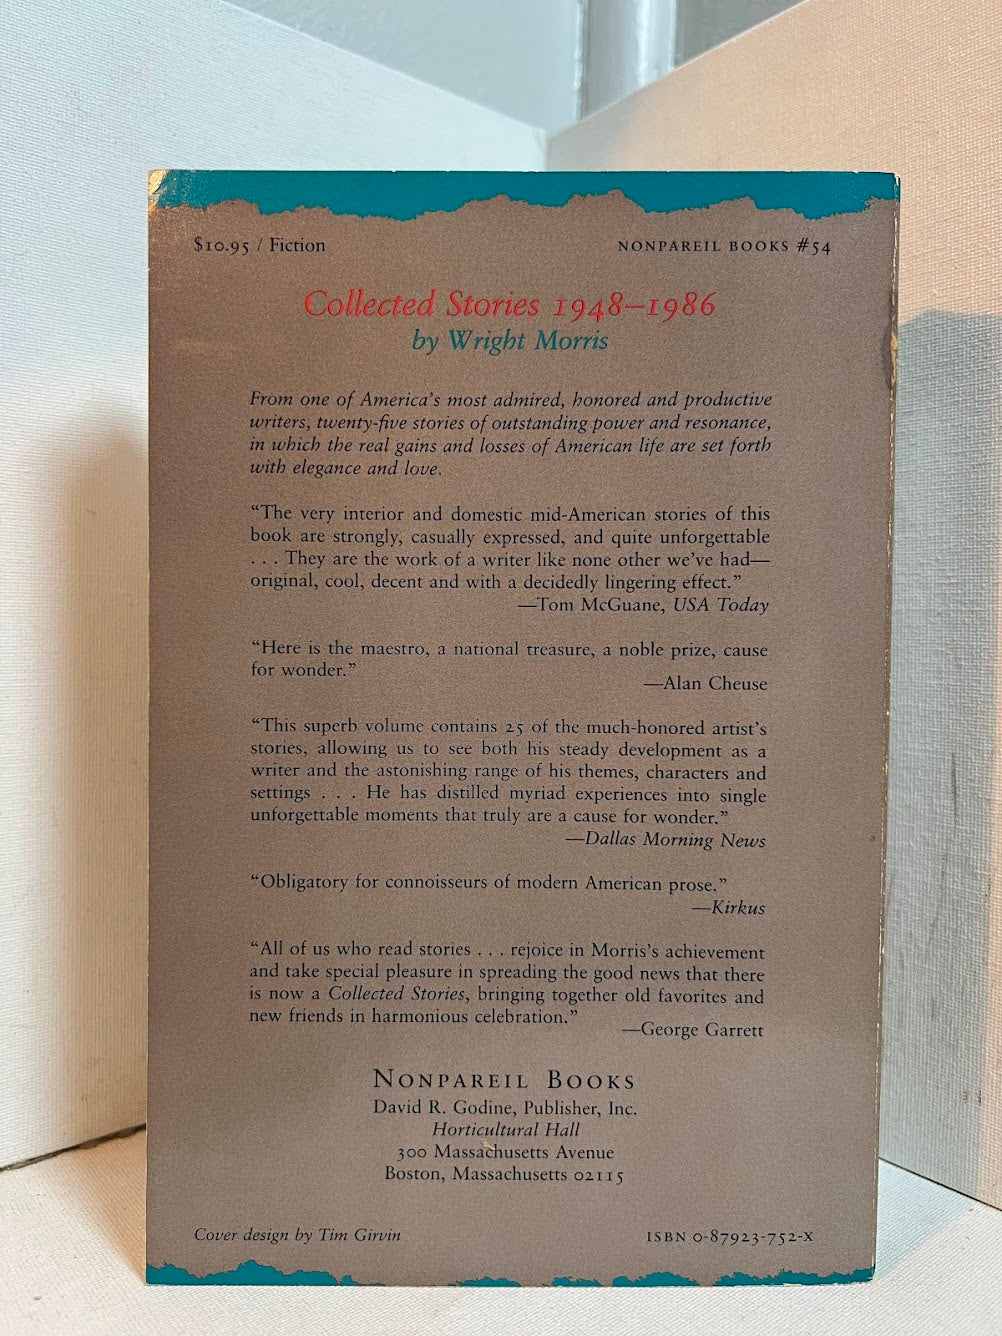 $10.95 / Fiction
NONPAREIL BOOKS #54
Collected Stories 1948–1986
by Wright Morris
From one of America's most admired, honored and productive
writers, twenty-five stories of outstanding power and resonance,
in which the real gains and losses of American life are set forth
with elegance and love.
“The very interior and domestic mid-American stories of this
book are strongly, casually expressed, and quite unforgettable
. . . They are the work of a writer like none other we've had—
original, cool, decent and with a decidedly lingering effect.”
—Tom McGuane, USA Today
“Here is the maestro, a national treasure, a noble prize, cause
for wonder.”
—Alan Cheuse
“This superb volume contains 25 of the much-honored artist's
stories, allowing us to see both his steady development as a
writer and the astonishing range of his themes, characters and
settings . . . He has distilled myriad experiences into single
unforgettable moments that truly are a cause for wonder.”
—Dallas Morning News
“Obligatory for connoisseurs of modern American prose.”
—Kirkus
“All of us who read stories . . . rejoice in Morris's achievement
and take special pleasure in spreading the good news that there
is now a Collected Stories, bringing together old favorites and
new friends in harmonious celebration.”
—George Garrett
NONPAREIL BOOKS
David R. Godine, Publisher, Inc.
Horticultural Hall
300 Massachusetts Avenue
Boston, Massachusetts 02115
Cover design by Tim Girvin
ISBN 0-87923-752-X